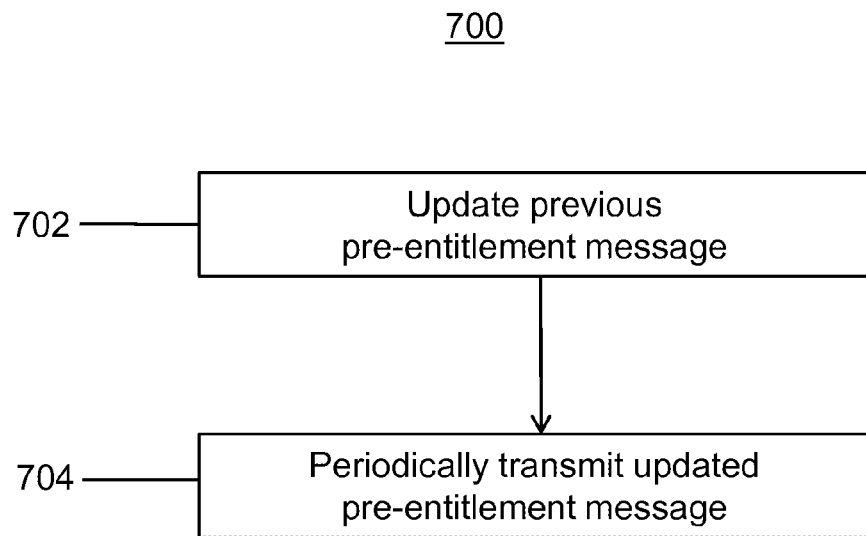 700
702
Update previous
pre-entitlement message
704
Periodically transmit updated
pre-entitlement message